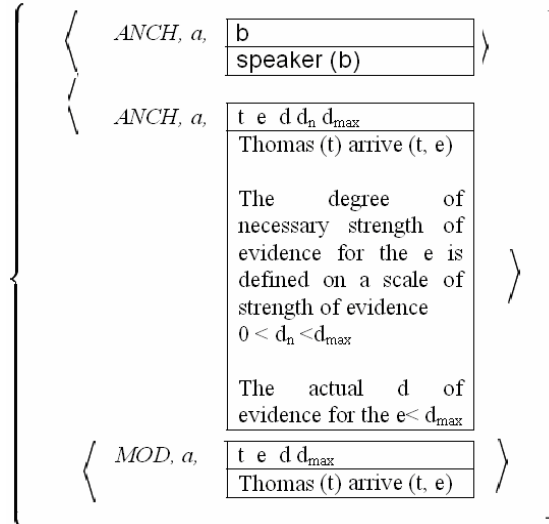 ANCH, a, b
speaker (b)
ANCH, a, t e d dₙ dₘₐₓ
Thomas (t) arrive (t, e)
The degree of
necessary strength of
evidence for the e is
defined on a scale of
strength of evidence
0 < dₙ <dₘₐₓ
The actual d of
evidence for the e< dₘₐₓ
MOD, a, t e d dₘₐₓ
Thomas (t) arrive (t, e)